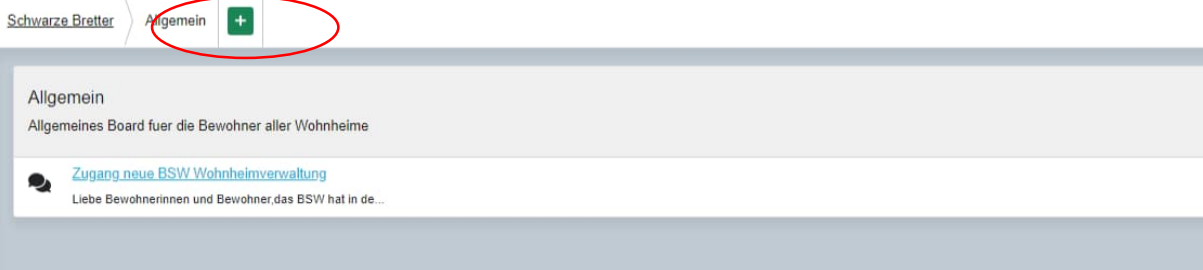 Schwarze Bretter Allgemein +
Allgemein
Allgemeines Board fuer die Bewohner aller Wohnheime
Zugang neue BSW Wohnheimverwaltung
Liebe Bewohnerinnen und Bewohner,das BSW hat in de...